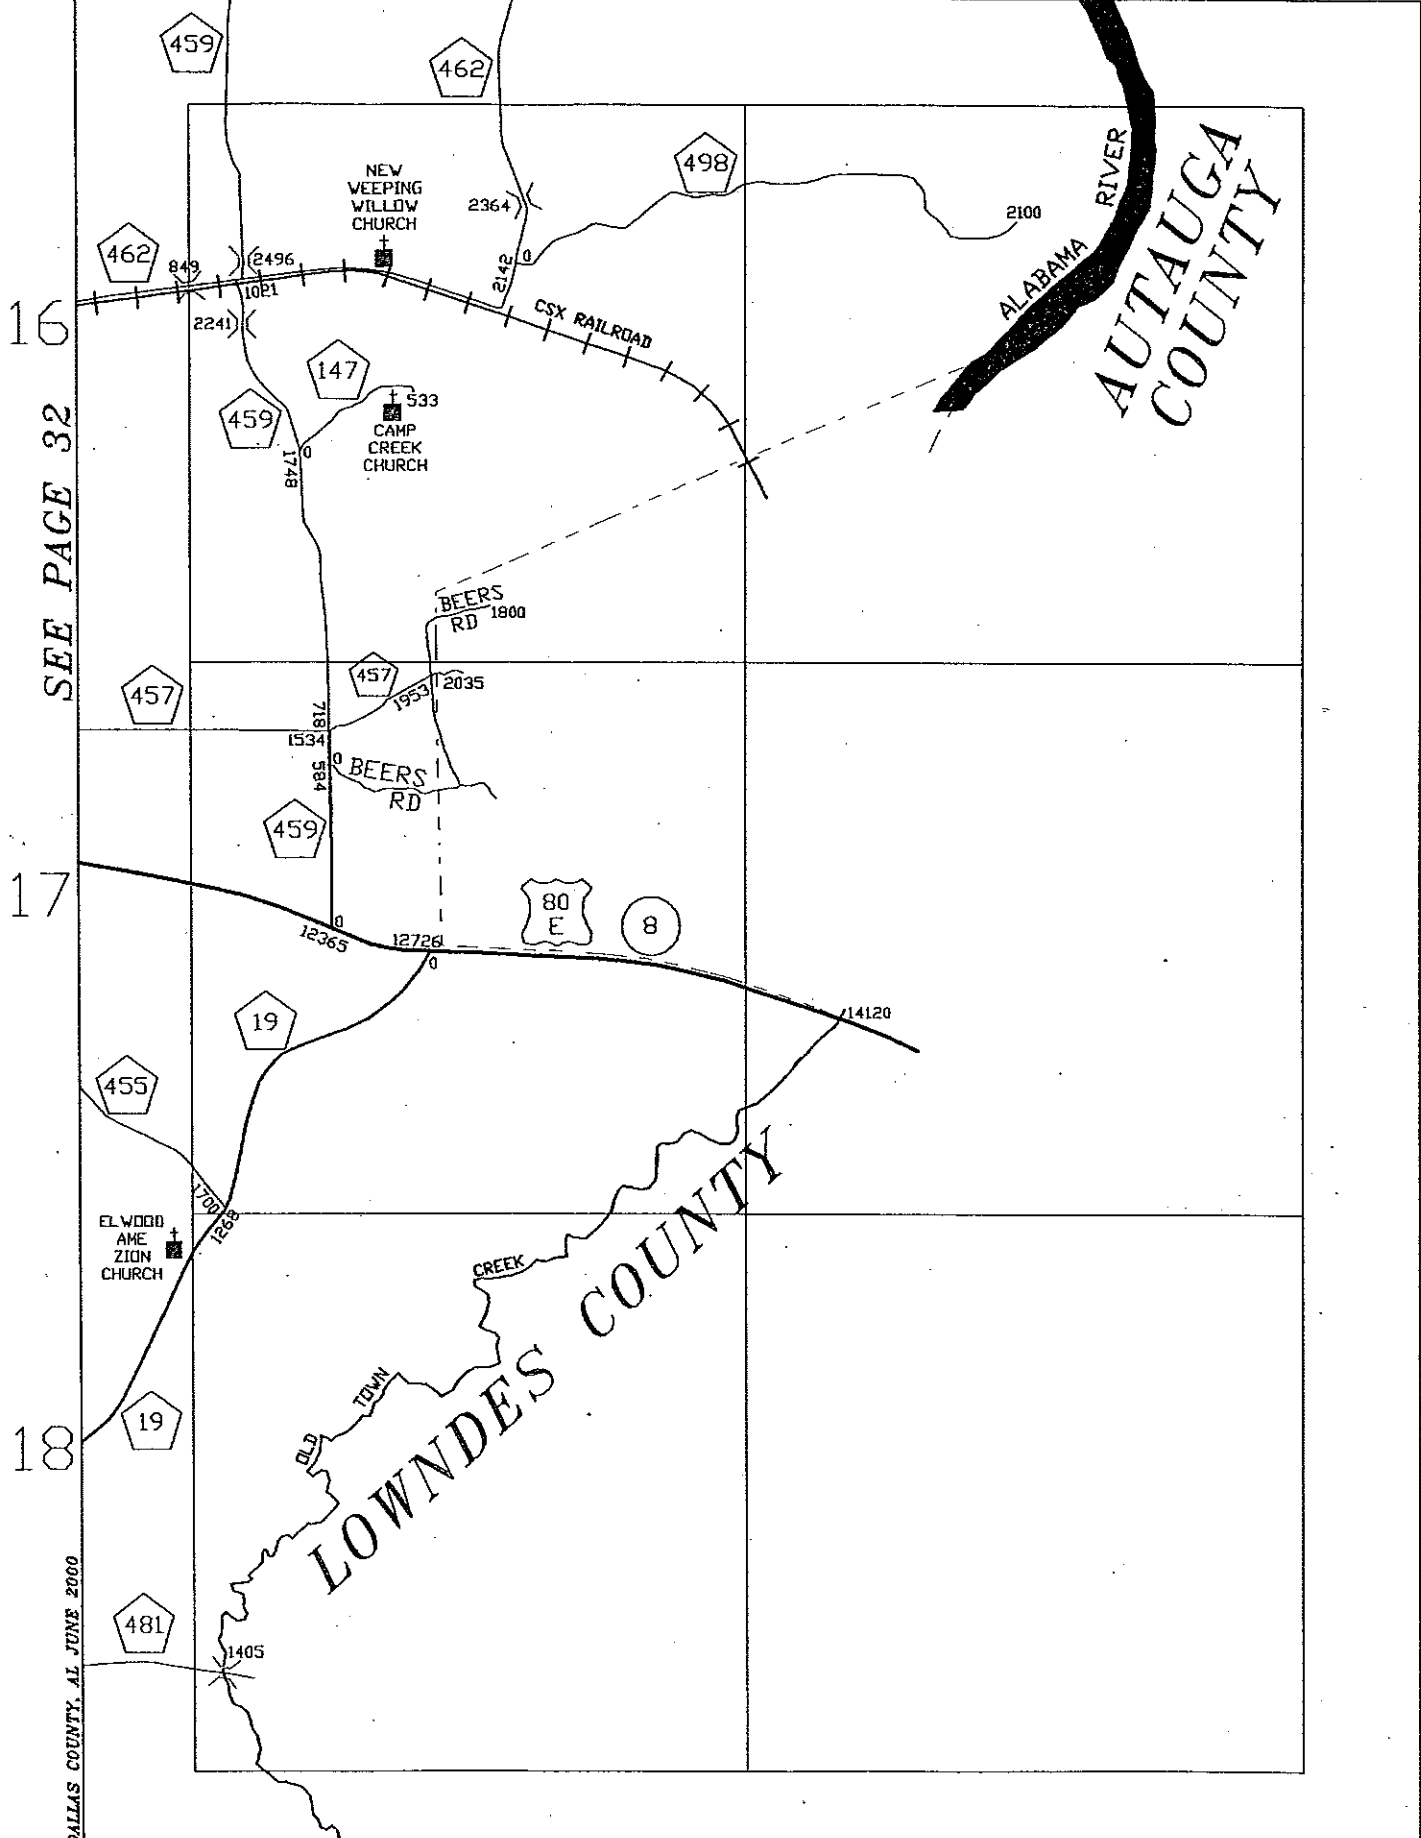 459
462
498
NEW
WEEPING
WILLOW
CHURCH
2364
2100
RIVER
ALABAMA
AUTAUGA
COUNTY
462
849
2496
1021
2142
0
CSX RAILROAD
16
2241
147
459
533
CAMP
CREEK
CHURCH
0
1748
SEE PAGE 32
BEERS
RD
1800
457
457
1953
2035
718
1534
0
584
BEERS
RD
459
17
0
12365
12726
0
80
E
8
14120
19
455
1700
1268
ELWOOD
AME
ZION
CHURCH
CREEK
TOWN
OLD
LOWNDES COUNTY
19
18
481
1405
DALLAS COUNTY, AL JUNE 2000